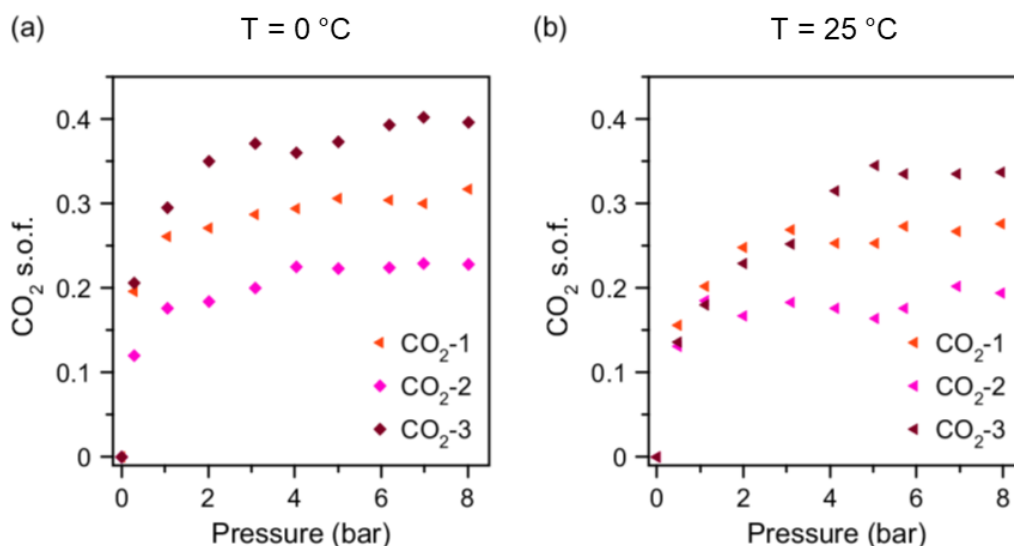 (a) T = 0 °C
CO₂ s.o.f.
0.4
0.3
0.2
0.1
0
CO₂-1
CO₂-2
CO₂-3
0 2 4 6 8
Pressure (bar)
(b) T = 25 °C
CO₂ s.o.f.
0.4
0.3
0.2
0.1
0
CO₂-1
CO₂-2
CO₂-3
0 2 4 6 8
Pressure (bar)